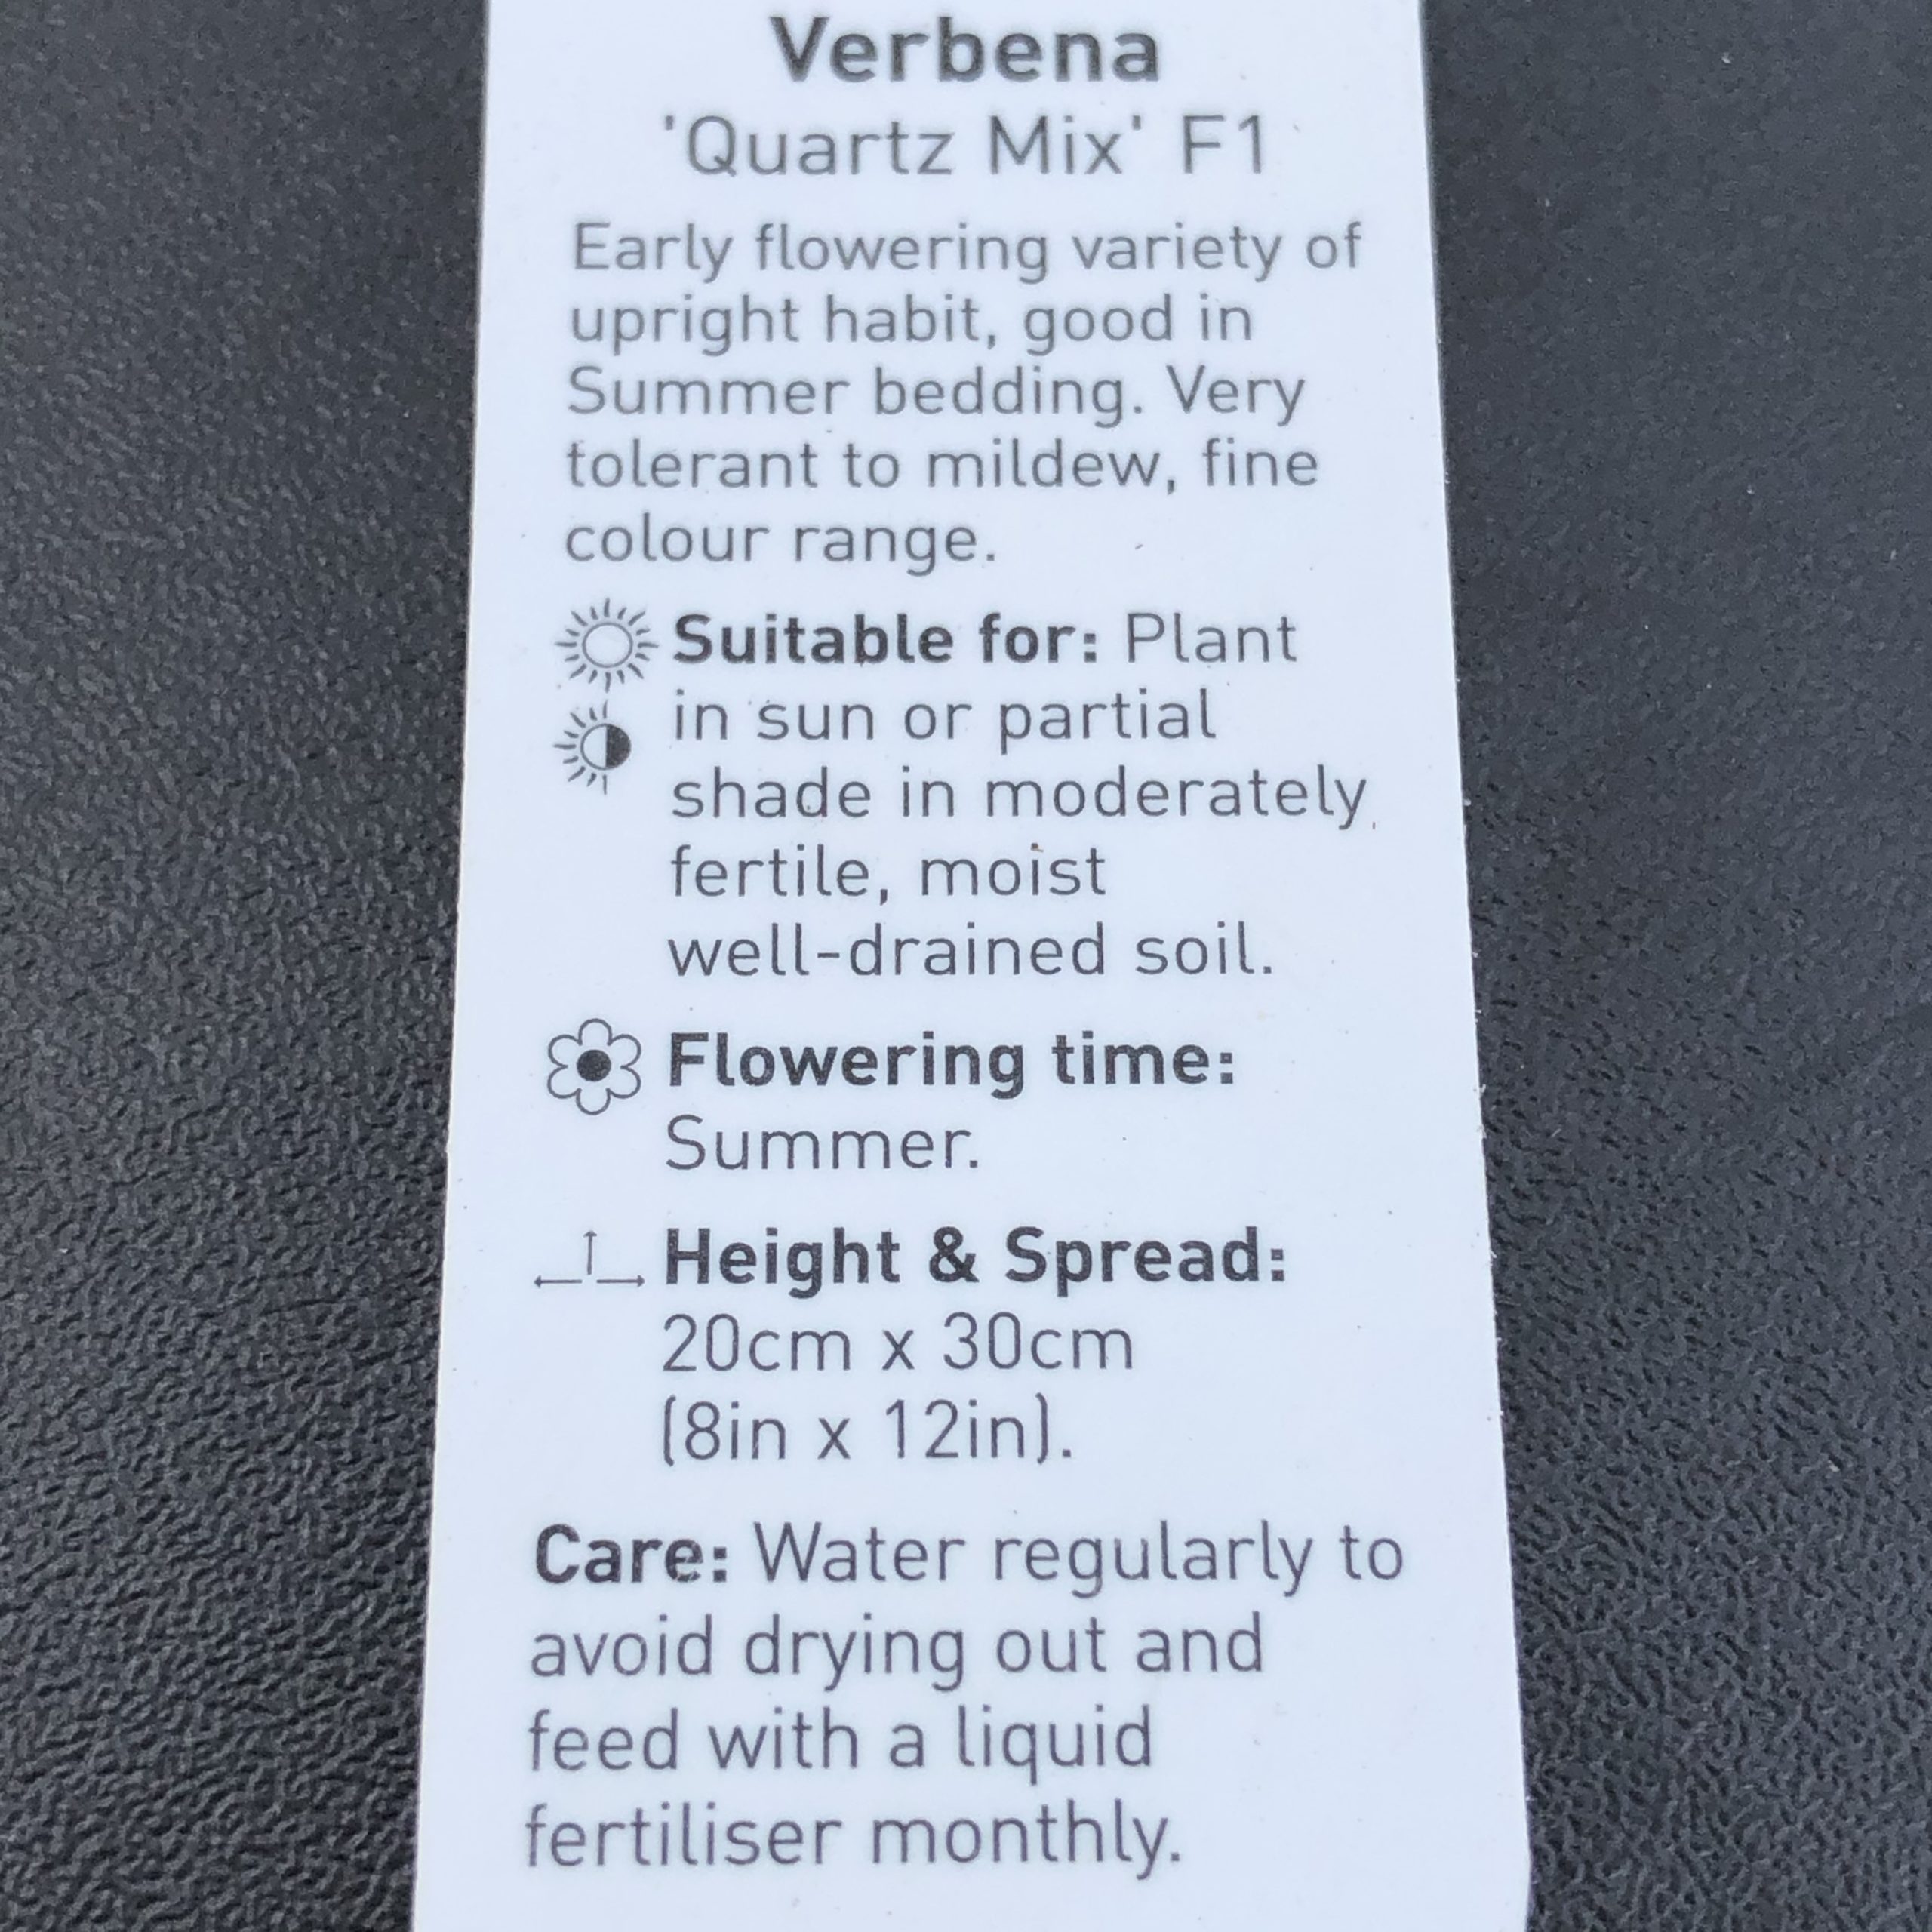 Verbena
'Quartz Mix' F1
Early flowering variety of
upright habit, good in
Summer bedding. Very
tolerant to mildew, fine
colour range.
Suitable for: Plant
in sun or partial
shade in moderately
fertile, moist
well-drained soil.
Flowering time:
Summer.
Height & Spread:
20cm x 30cm
(8in x 12in).
Care: Water regularly to
avoid drying out and
feed with a liquid
fertiliser monthly.